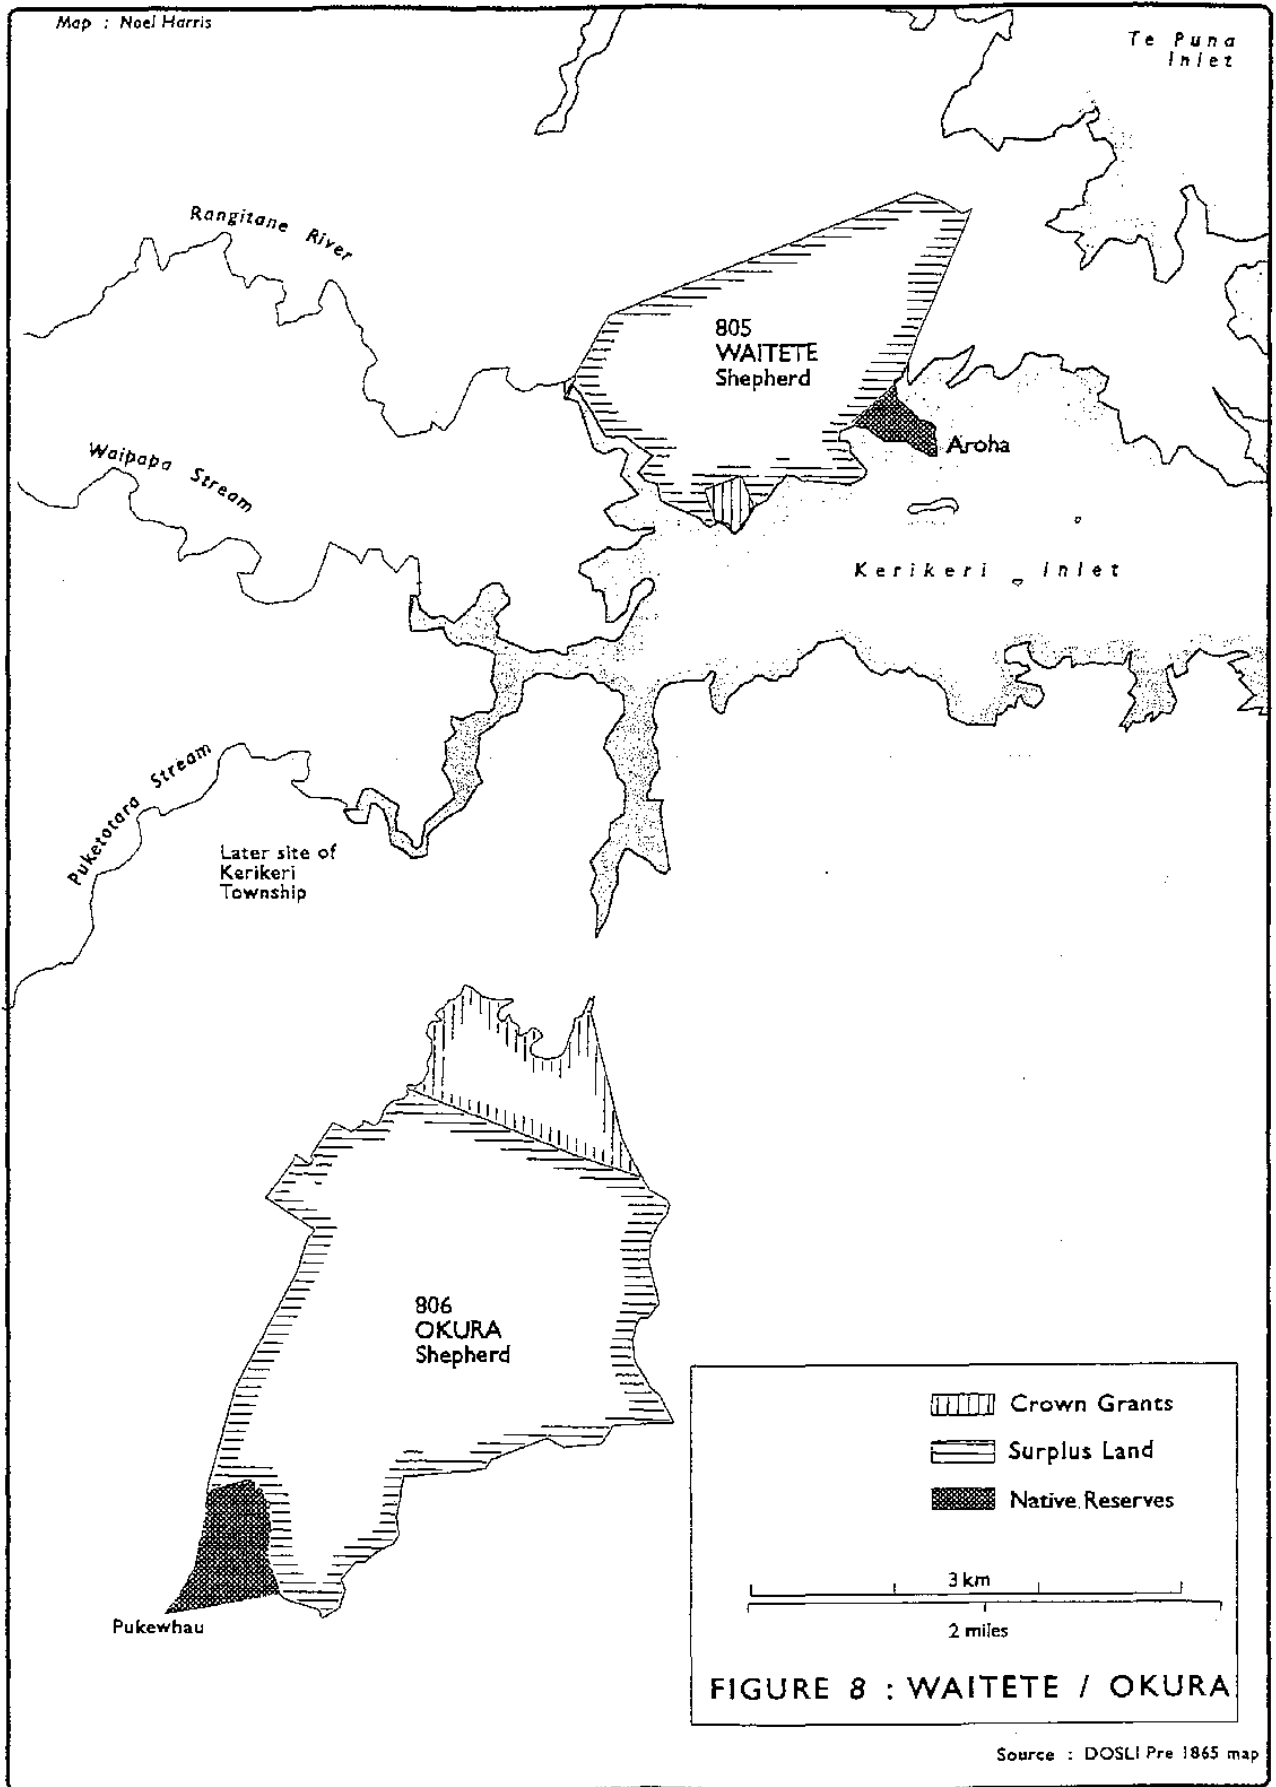 Map : Noel Harris
Te Puna
Inlet
Rangitane River
805
WAITETE
Shepherd
Aroha
Waipapa Stream
Kerikeri Inlet
Puketotara Stream
Later site of
Kerikeri
Township
806
OKURA
Shepherd
Crown Grants
Surplus Land
Native Reserves
3 km
2 miles
Pukewhau
FIGURE 8 : WAITETE / OKURA
Source : DOSLI Pre 1865 map